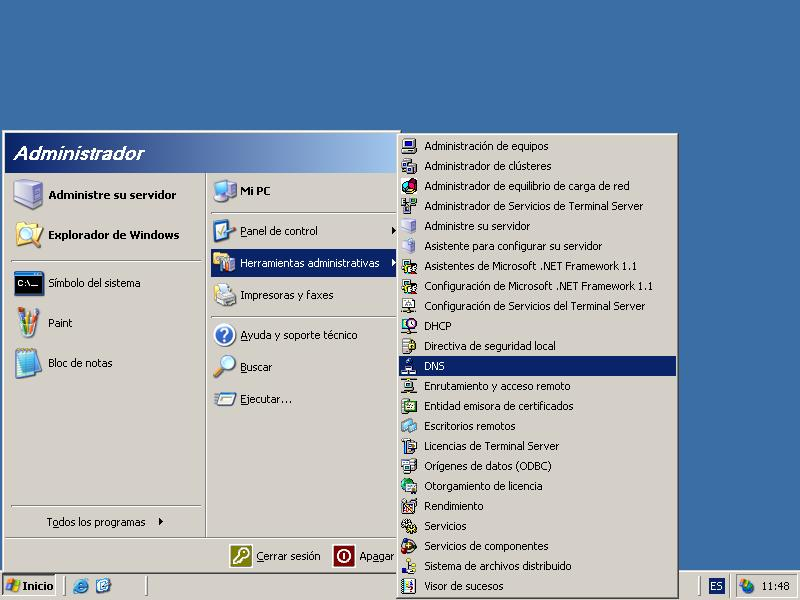 Administrador
Administre su servidor
Explorador de Windows
C:\_
Símbolo del sistema
Paint
Bloc de notas
Todos los programas
Mi PC
Panel de control
Herramientas administrativas
Impresoras y faxes
Ayuda y soporte técnico
Buscar
Ejecutar...
Cerrar sesión
Apagar
Administración de equipos
Administrador de clústeres
Administrador de equilibrio de carga de red
Administrador de Servicios de Terminal Server
Administre su servidor
Asistente para configurar su servidor
Asistentes de Microsoft .NET Framework 1.1
Configuración de Microsoft .NET Framework 1.1
Configuración de Servicios del Terminal Server
DHCP
Directiva de seguridad local
DNS
Enrutamiento y acceso remoto
Entidad emisora de certificados
Escritorios remotos
Licencias de Terminal Server
Orígenes de datos (ODBC)
Otorgamiento de licencia
Rendimiento
Servicios
Servicios de componentes
Sistema de archivos distribuido
Visor de sucesos
Inicio
ES
11:48